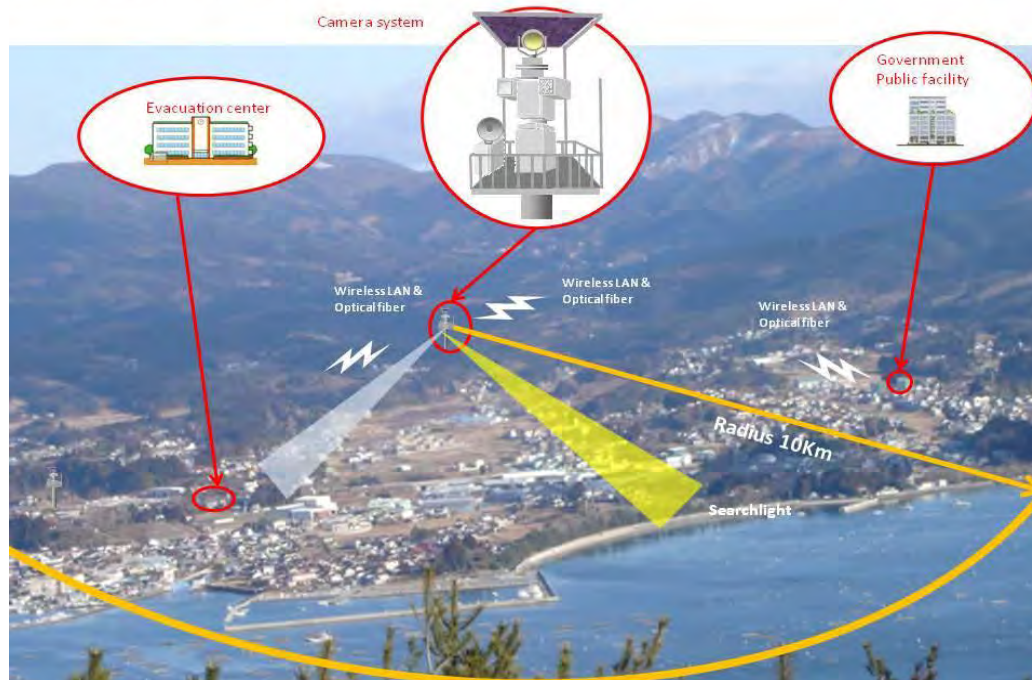 Camera system
Evacuation center
Government
Public facility
Wireless LAN &
Optical fiber
Wireless LAN &
Optical fiber
Wireless LAN &
Optical fiber
Radius 10Km
Searchlight